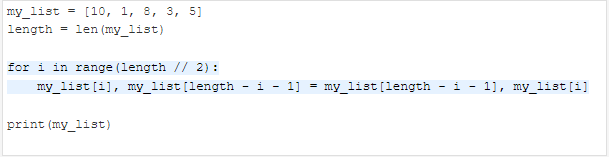 my_list = [10, 1, 8, 3, 5]
length = len(my_list)
for i in range(length // 2):
    my_list[i], my_list[length - i - 1] = my_list[length - i - 1], my_list[i]
print(my_list)